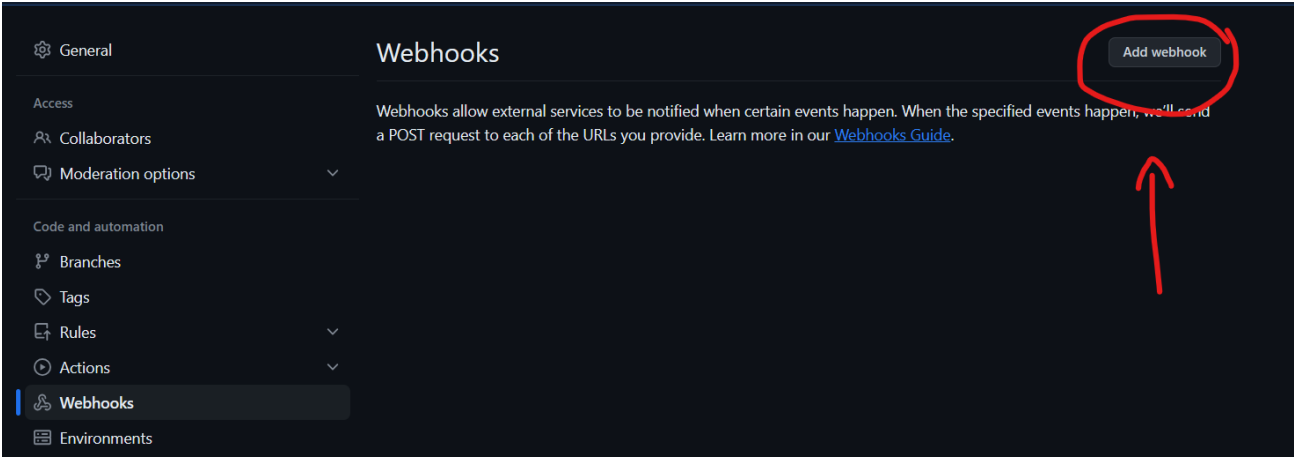 General
Access
Collaborators
Moderation options
Code and automation
Branches
Tags
Rules
Actions
Webhooks
Environments
Webhooks
Add webhook
Webhooks allow external services to be notified when certain events happen. When the specified events happen, we'll send
a POST request to each of the URLs you provide. Learn more in our Webhooks Guide.